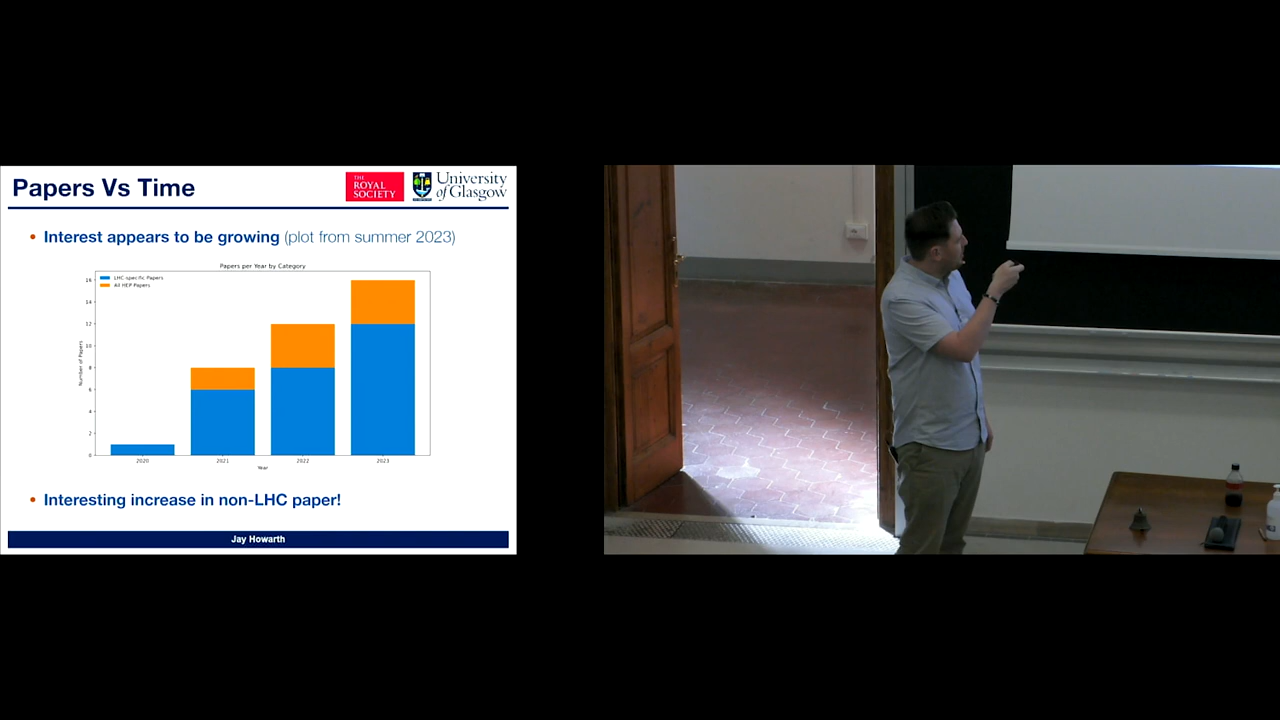 Papers Vs Time
THE
ROYAL
SOCIETY
University
of Glasgow
• Interest appears to be growing (plot from summer 2023)
Papers per Year by Category
LHC-specific Papers
All HEP Papers
Number of Papers
16
14
12
10
8
6
4
2
0
2020
2021
2022
2023
Year
• Interesting increase in non-LHC paper!
Jay Howarth